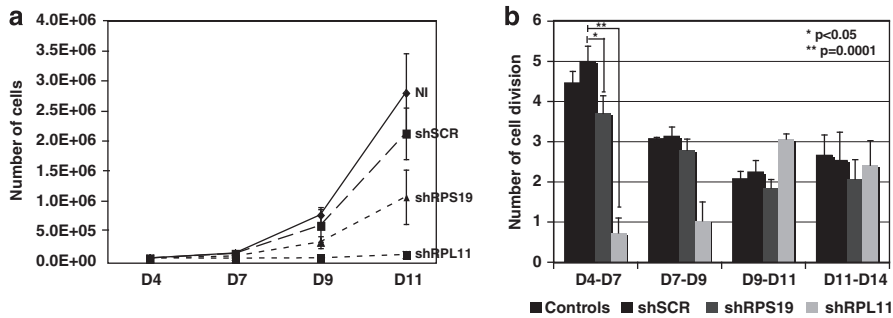 a
Number of cells
4.0E+06
3.5E+06
3.0E+06
2.5E+06
2.0E+06
1.5E+06
1.0E+06
5.0E+05
0.0E+00
NI
shSCR
shRPS19
shRPL11
D4 D7 D9 D11
b
Number of cell division
6
5
4
3
2
1
0
**
*
* p<0.05
** p=0.0001
D4-D7 D7-D9 D9-D11 D11-D14
Controls shSCR shRPS19 shRPL11